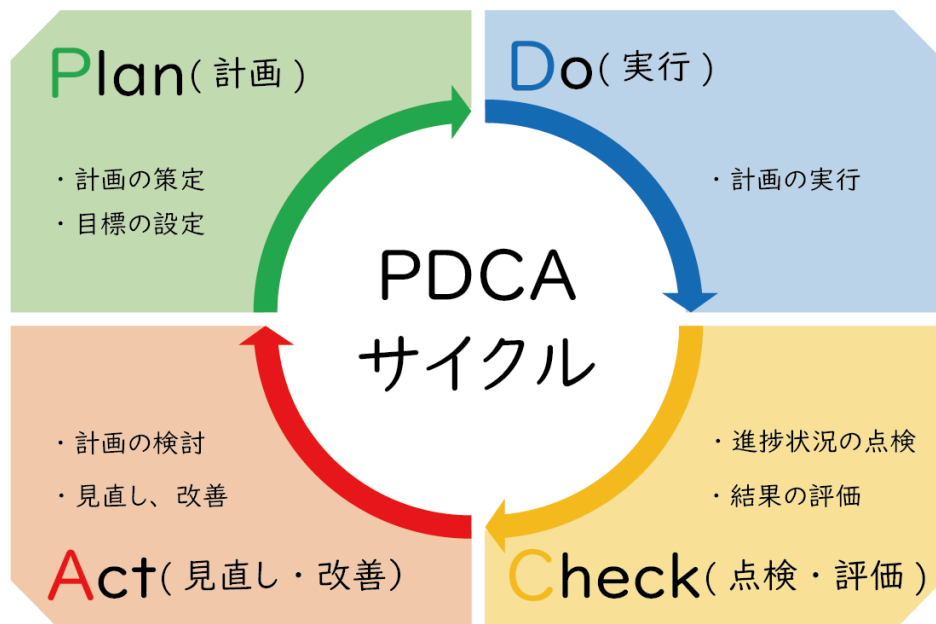 Plan(計画)
・計画の策定
・目標の設定
Do(実行)
・計画の実行
PDCA
サイクル
・計画の検討
・見直し、改善
Act(見直し・改善)
・進捗状況の点検
・結果の評価
Check(点検・評価)